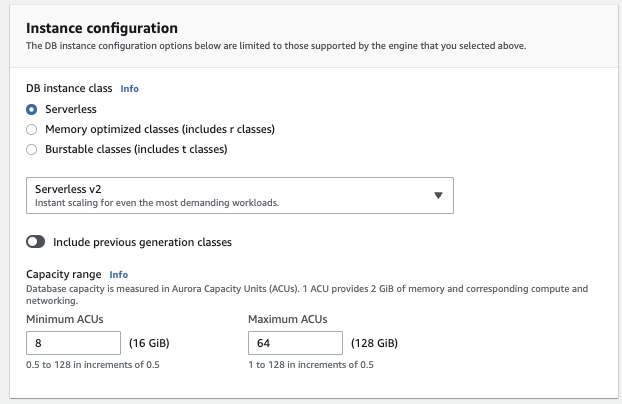 Instance configuration
The DB instance configuration options below are limited to those supported by the engine that you selected above.
DB instance class Info
Serverless
Memory optimized classes (includes r classes)
Burstable classes (includes t classes)
Serverless v2
Instant scaling for even the most demanding workloads.
Include previous generation classes
Capacity range Info
Database capacity is measured in Aurora Capacity Units (ACUs). 1 ACU provides 2 GiB of memory and corresponding compute and
networking.
Minimum ACUs Maximum ACUs
8 (16 GiB) 64 (128 GiB)
0.5 to 128 in increments of 0.5 1 to 128 in increments of 0.5